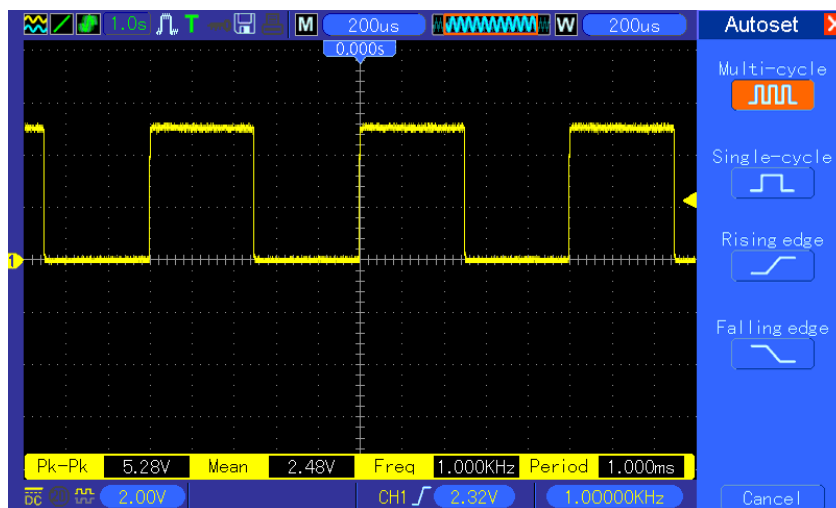 1.0s T M 200us W 200us Autoset X
0.000s
Multi-cycle
Single-cycle
1
Rising edge
Falling edge
Pk-Pk 5.28V Mean 2.48V Freq 1.000KHz Period 1.000ms
DC 2.00V CH1 2.32V 1.00000KHz Cancel